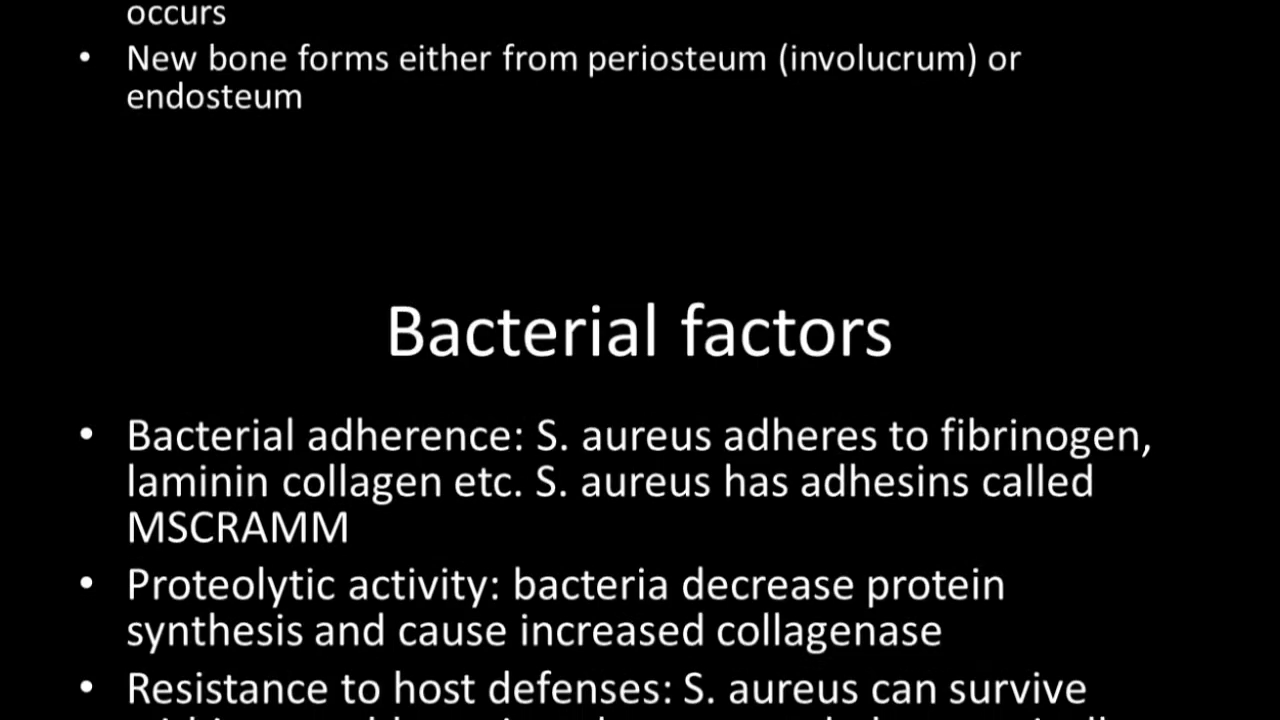 occurs
• New bone forms either from periosteum (involucrum) or
endosteum
Bacterial factors
• Bacterial adherence: S. aureus adheres to fibrinogen,
laminin collagen etc. S. aureus has adhesins called
MSCRAMM
• Proteolytic activity: bacteria decrease protein
synthesis and cause increased collagenase
• Resistance to host defenses: S. aureus can survive